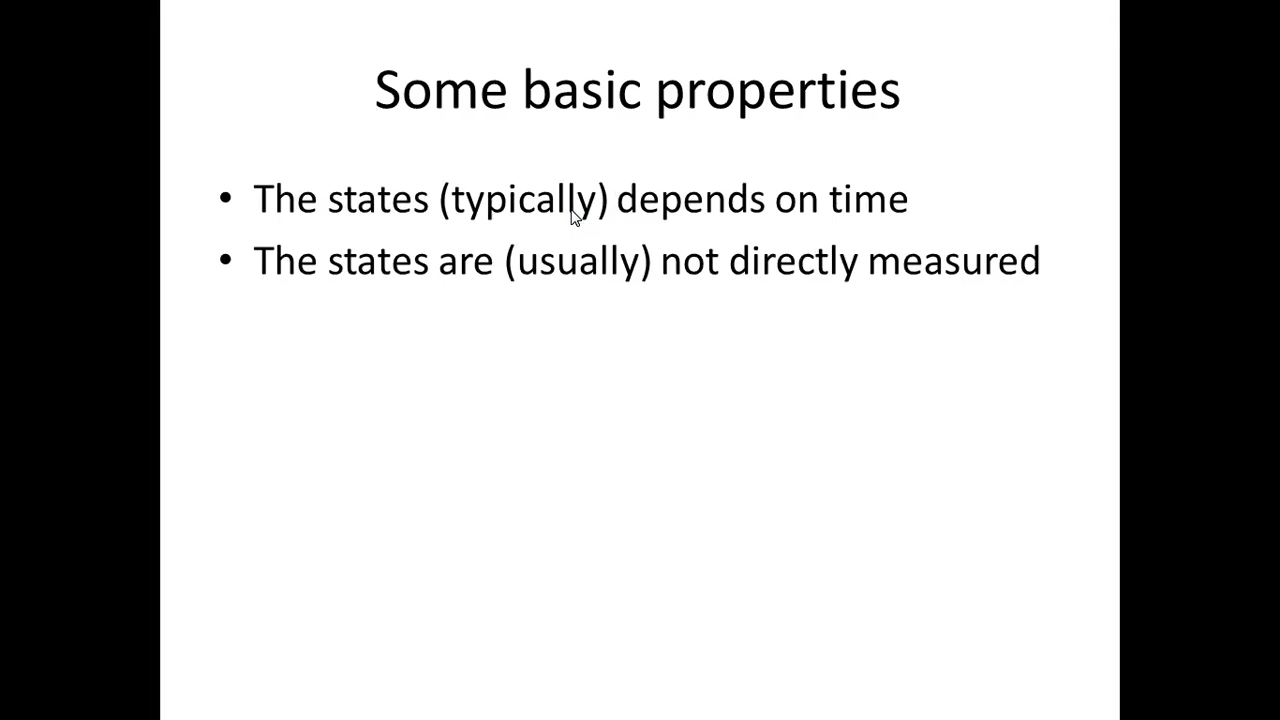 Some basic properties
• The states (typically) depends on time
• The states are (usually) not directly measured